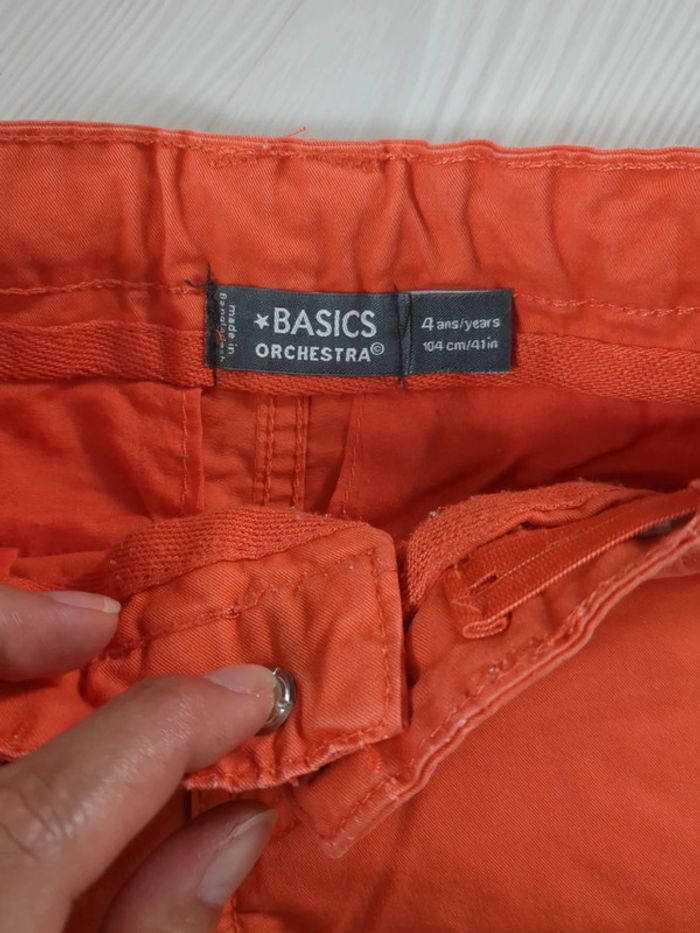 ★BASICS
ORCHESTRA©
4 ans/years
104 cm/41in
made in
Bangladesh